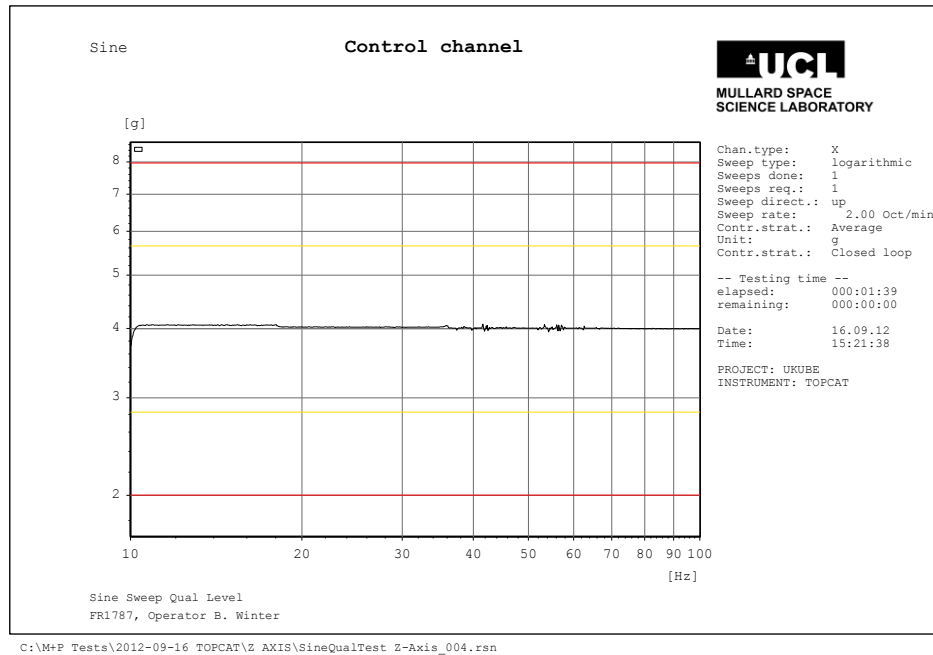 Sine
Control channel
UCL
MULLARD SPACE
SCIENCE LABORATORY
[g]
8
7
6
5
4
3
2
10 20 30 40 50 60 70 80 90 100
[Hz]
Chan.type: X
Sweep type: logarithmic
Sweeps done: 1
Sweeps req.: 1
Sweep direct.: up
Sweep rate: 2.00 Oct/min
Contr.strat.: Average
Unit: g
Contr.strat.: Closed loop
-- Testing time --
elapsed: 000:01:39
remaining: 000:00:00
Date: 16.09.12
Time: 15:21:38
PROJECT: UKUBE
INSTRUMENT: TOPCAT
Sine Sweep Qual Level
FR1787, Operator B. Winter
C:\M+P Tests\2012-09-16 TOPCAT\Z AXIS\SineQualTest Z-Axis_004.rsn